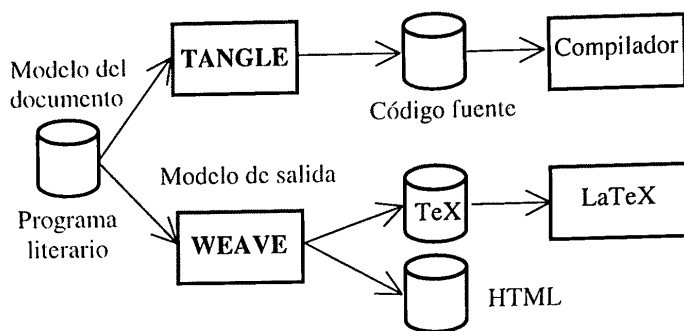 Modelo del
documento
TANGLE
Código fuente
Compilador
Programa
literario
Modelo de salida
WEAVE
TeX
LaTeX
HTML